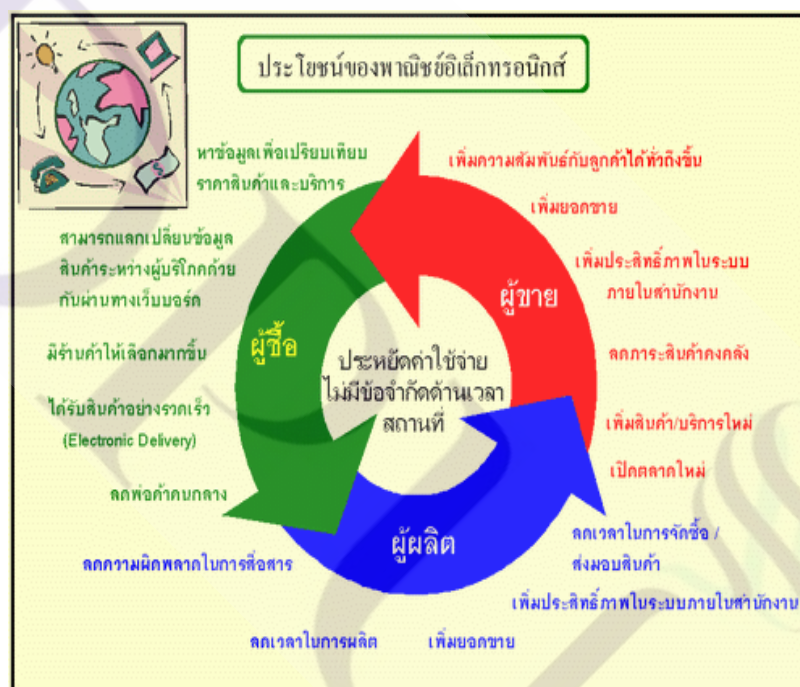 ประโยชน์ของพาณิชย์อิเล็กทรอนิกส์
หาข้อมูลเพื่อเปรียบเทียบ
ราคาสินค้าและบริการ
สามารถแลกเปลี่ยนข้อมูล
สินค้าระหว่างผู้บริโภคด้วย
กันผ่านทางเว็บบอร์ด
มีร้านค้าให้เลือกมากขึ้น
ได้รับสินค้าอย่างรวดเร็ว
(Electronic Delivery)
ลดพ่อค้าคนกลาง
ผู้ซื้อ
เพิ่มความสัมพันธ์กับลูกค้าได้ทั่วถึงขึ้น
เพิ่มยอดขาย
เพิ่มประสิทธิ์ภาพในระบบ
ภายในสำนักงาน
ลดภาระสินค้าคงคลัง
เพิ่มสินค้า/บริการใหม่
เปิดตลาดใหม่
ผู้ขาย
ประหยัดค่าใช้จ่าย
ไม่มีข้อจำกัดด้านเวลา
สถานที่
ผู้ผลิต
ลดเวลาในการจัดซื้อ /
ส่งมอบสินค้า
เพิ่มประสิทธิ์ภาพในระบบภายในสำนักงาน
ลดความผิดพลาดในการสื่อสาร
ลดเวลาในการผลิต
เพิ่มยอดขาย